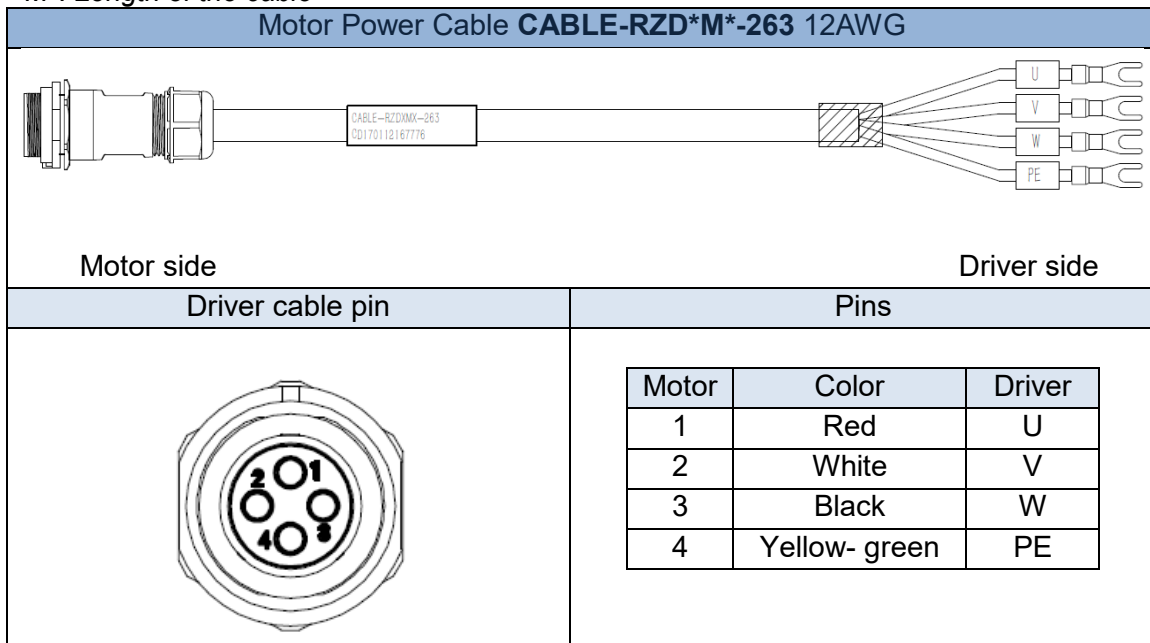 Motor Power Cable CABLE-RZD*M*-263 12AWG
U
CABLE-RZDXMX-263
V
CD170112167776
W
PE
Motor side Driver side
Driver cable pin Pins
Motor Color Driver
1 Red U
2 White V
3 Black W
4 Yellow- green PE
2 1
4 3